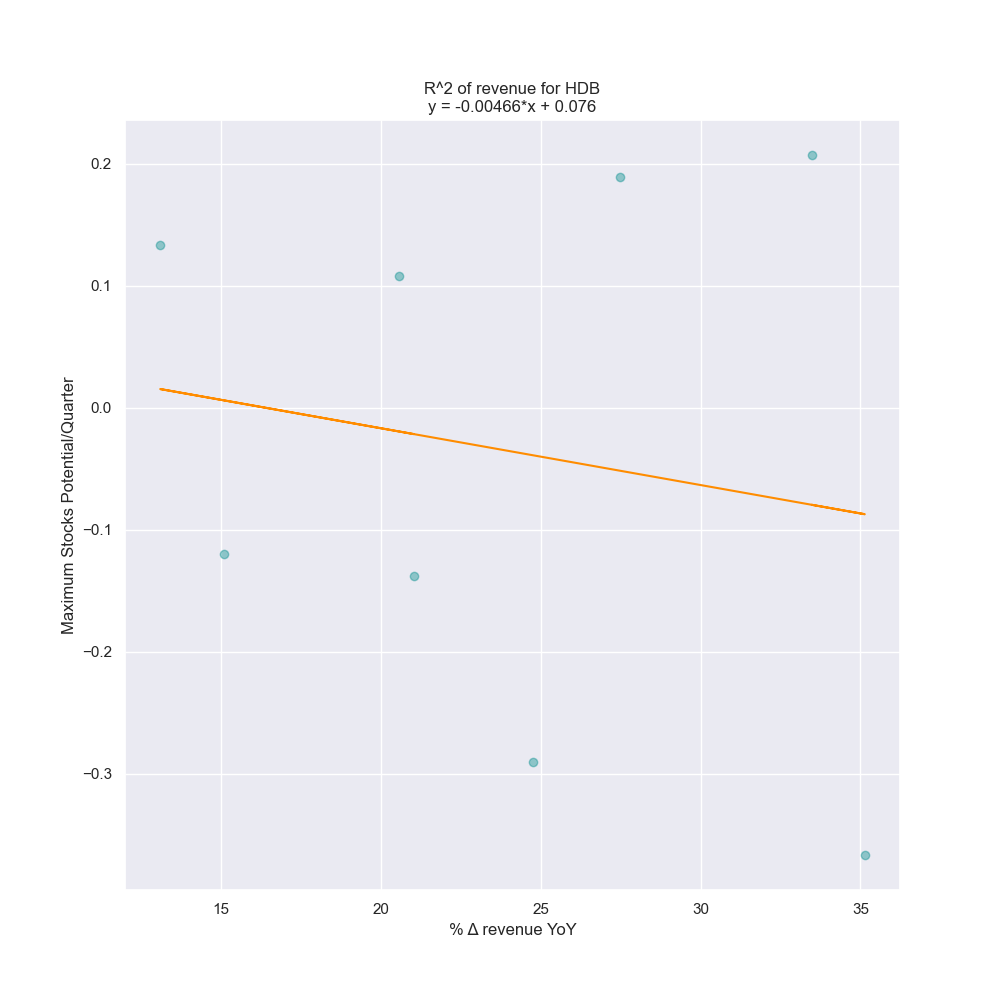 R^2 of revenue for HDB
y = -0.00466*x + 0.076
0.2
0.1
0.0
−0.1
−0.2
−0.3
Maximum Stocks Potential/Quarter
15 20 25 30 35
% Δ revenue YoY